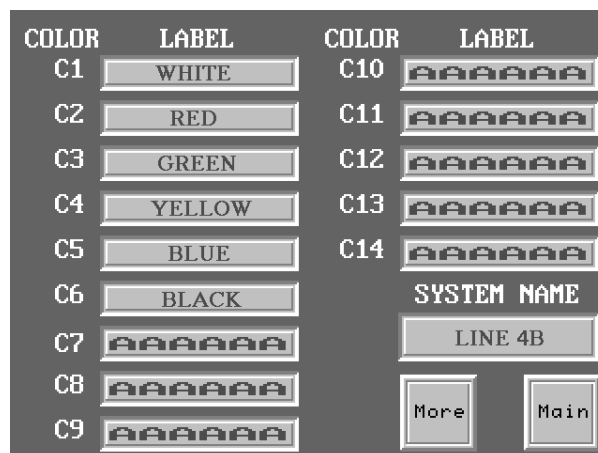 COLOR LABEL COLOR LABEL
C1 WHITE C10 AAAAAA
C2 RED C11 AAAAAA
C3 GREEN C12 AAAAAA
C4 YELLOW C13 AAAAAA
C5 BLUE C14 AAAAAA
C6 BLACK SYSTEM NAME
C7 AAAAAA LINE 4B
C8 AAAAAA More Main
C9 AAAAAA